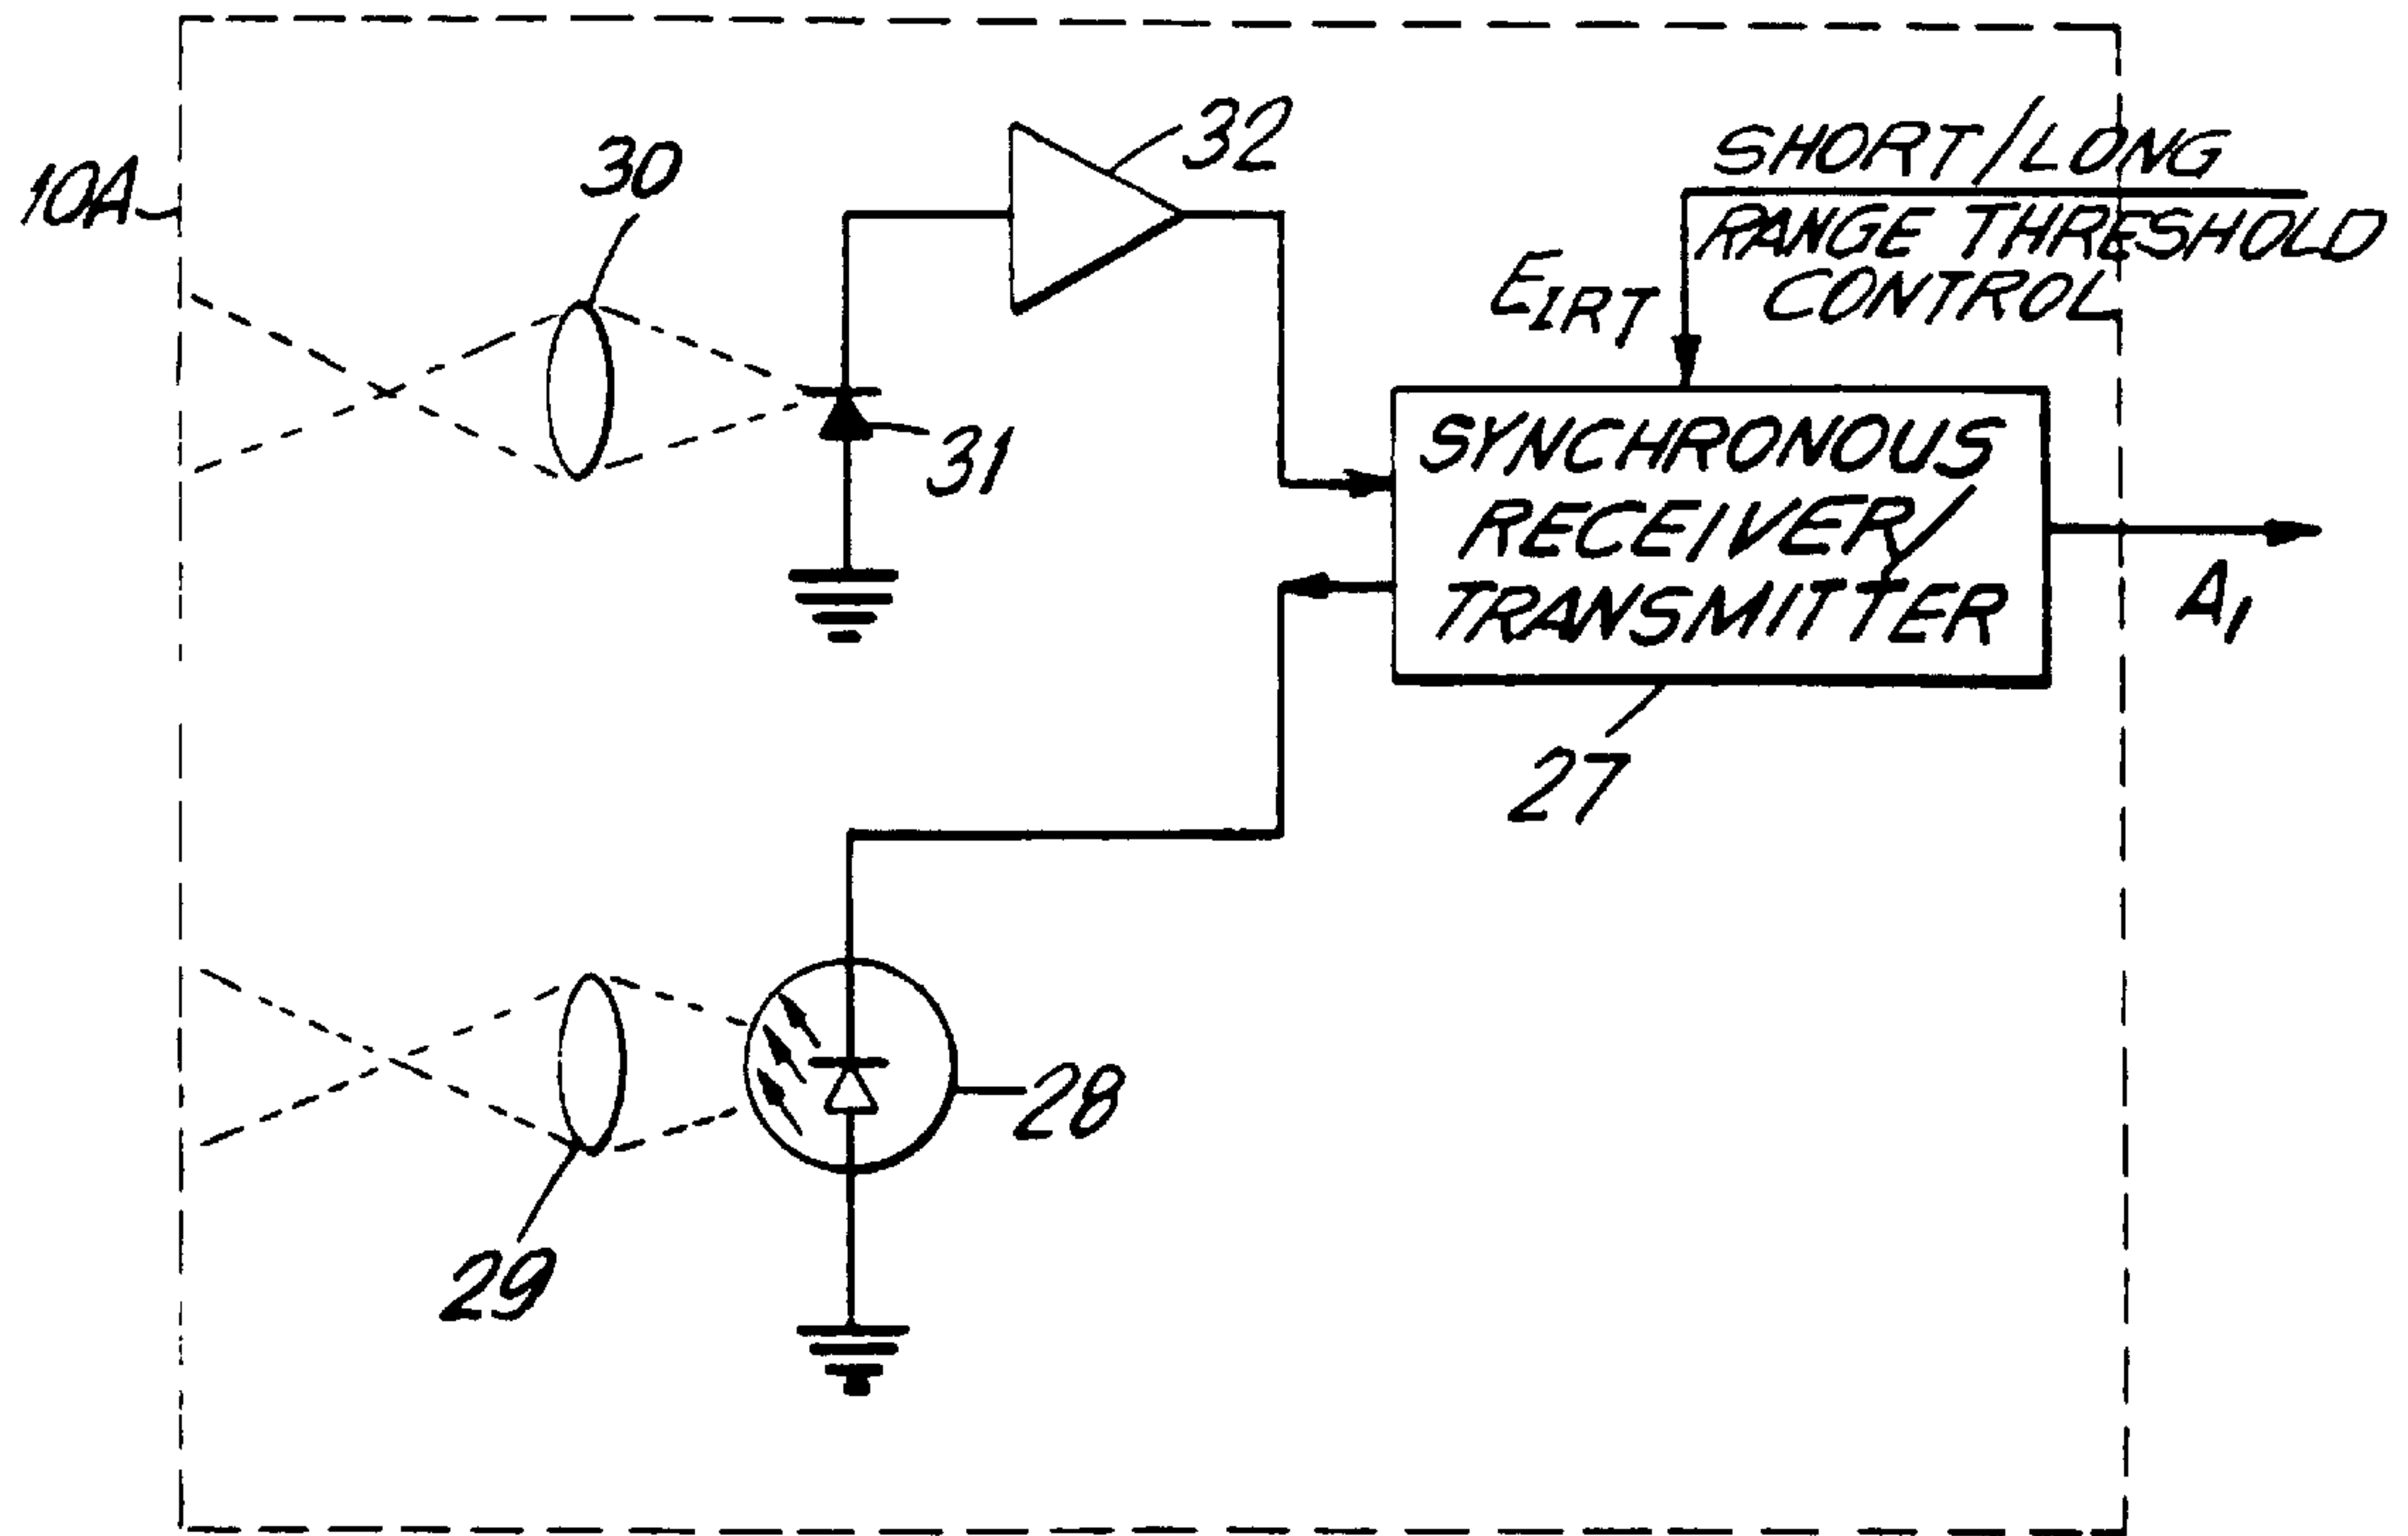 10A
30
32
SHORT/LONG
RANGE THRESHOLD
CONTROL
EIRT
31
SYNCHRONOUS
RECEIVER/
TRANSMITTER
A1
27
28
29